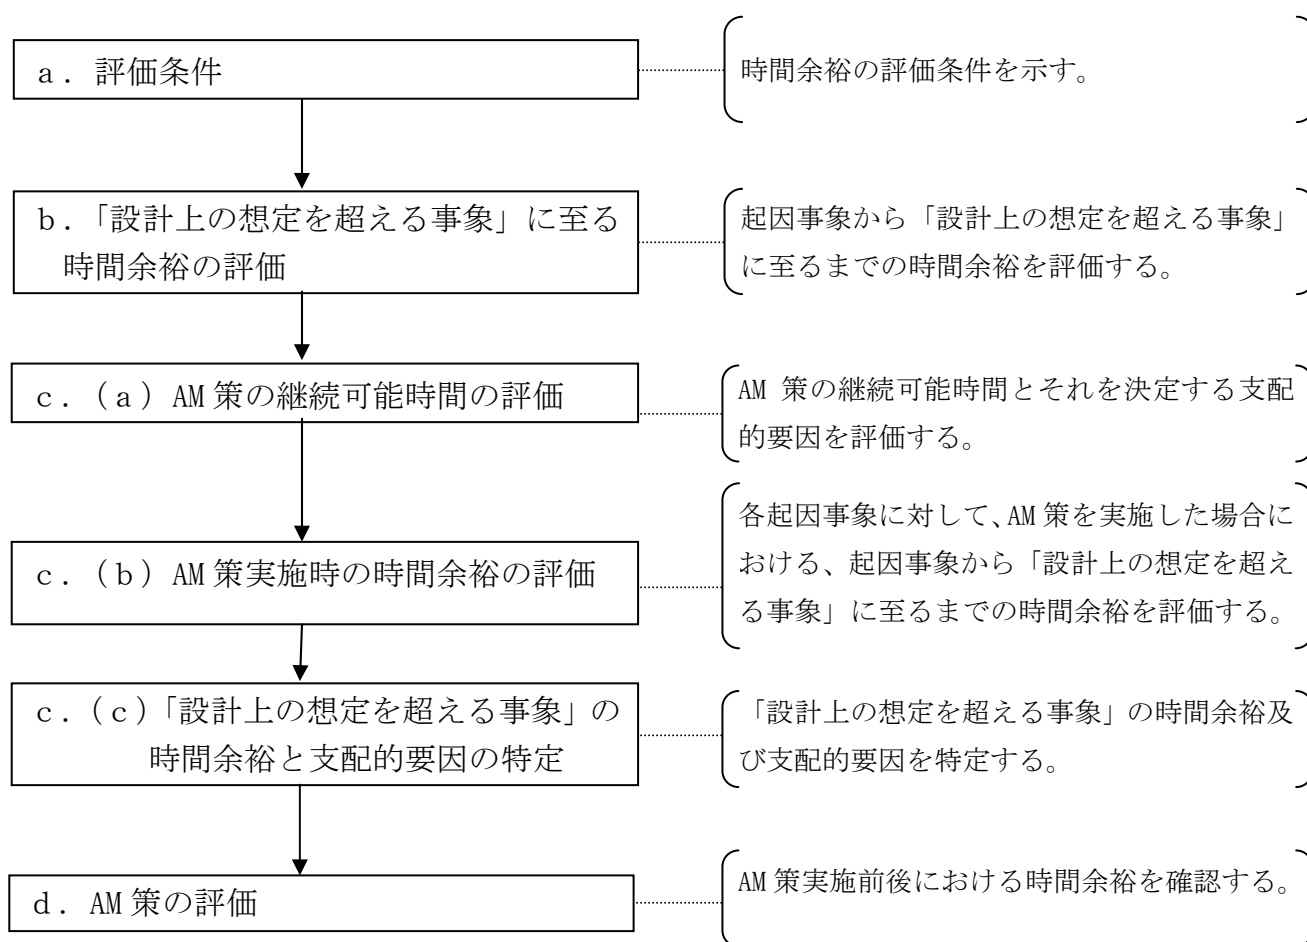 a．評価条件
時間余裕の評価条件を示す。
b．「設計上の想定を超える事象」に至る
時間余裕の評価
起因事象から「設計上の想定を超える事象」
に至るまでの時間余裕を評価する。
c．(a) AM策の継続可能時間の評価
AM 策の継続可能時間とそれを決定する支配
的要因を評価する。
c．(b) AM策実施時の時間余裕の評価
各起因事象に対して、AM策を実施した場合に
おける、起因事象から「設計上の想定を超え
る事象」に至るまでの時間余裕を評価する。
c．(c)「設計上の想定を超える事象」の
時間余裕と支配的要因の特定
「設計上の想定を超える事象」の時間余裕及
び支配的要因を特定する。
d．AM策の評価
AM策実施前後における時間余裕を確認する。